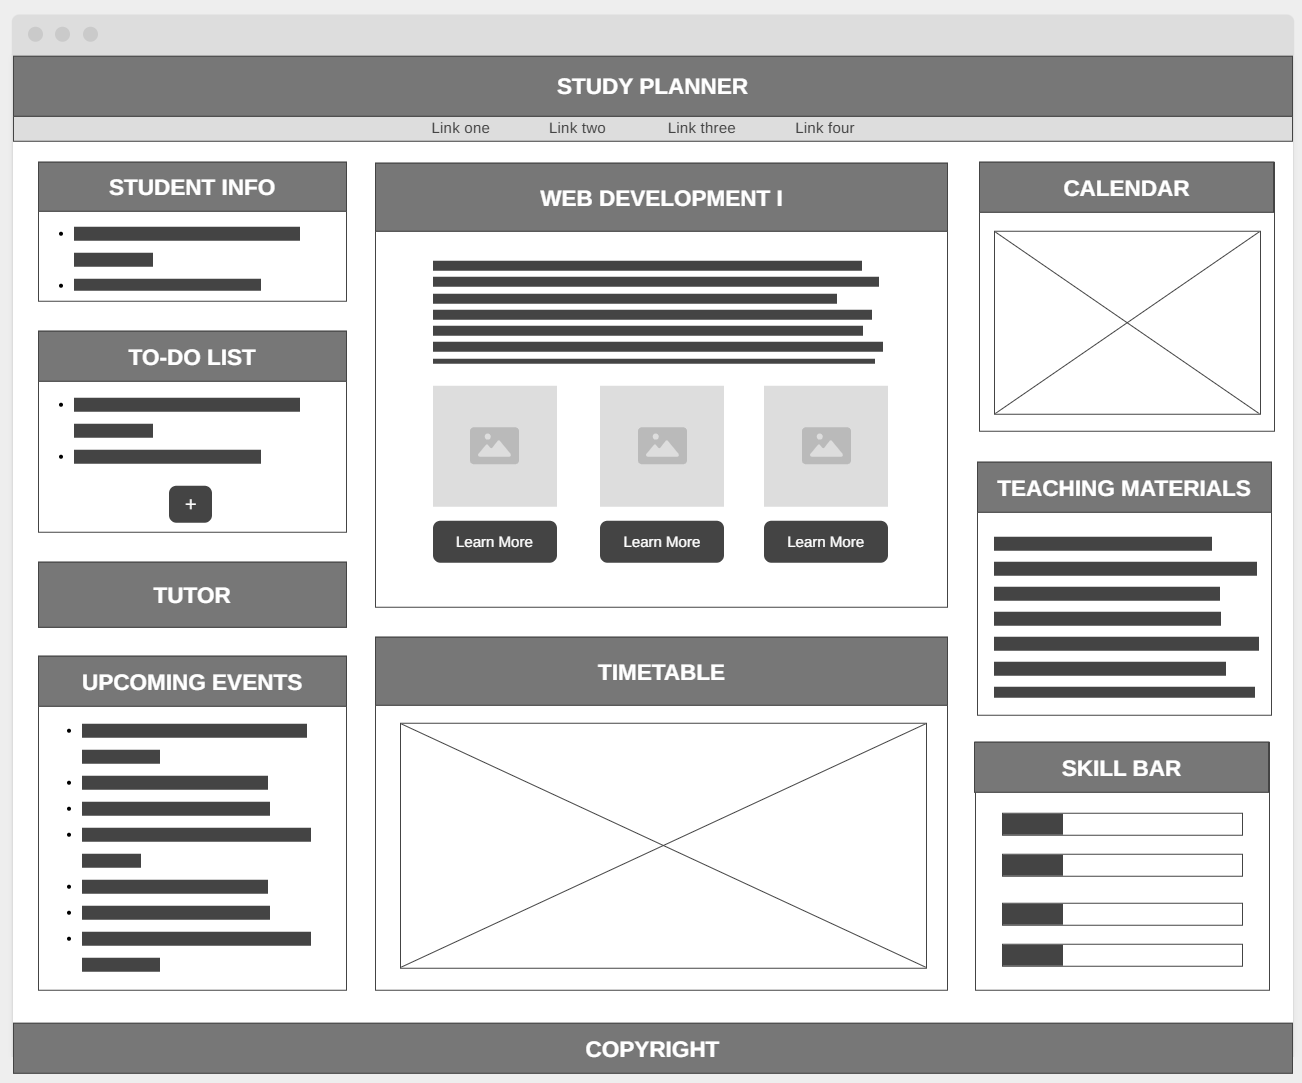 STUDY PLANNER
Link one Link two Link three Link four
STUDENT INFO
TO-DO LIST
+
TUTOR
UPCOMING EVENTS
WEB DEVELOPMENT I
Learn More Learn More Learn More
TIMETABLE
CALENDAR
TEACHING MATERIALS
SKILL BAR
COPYRIGHT